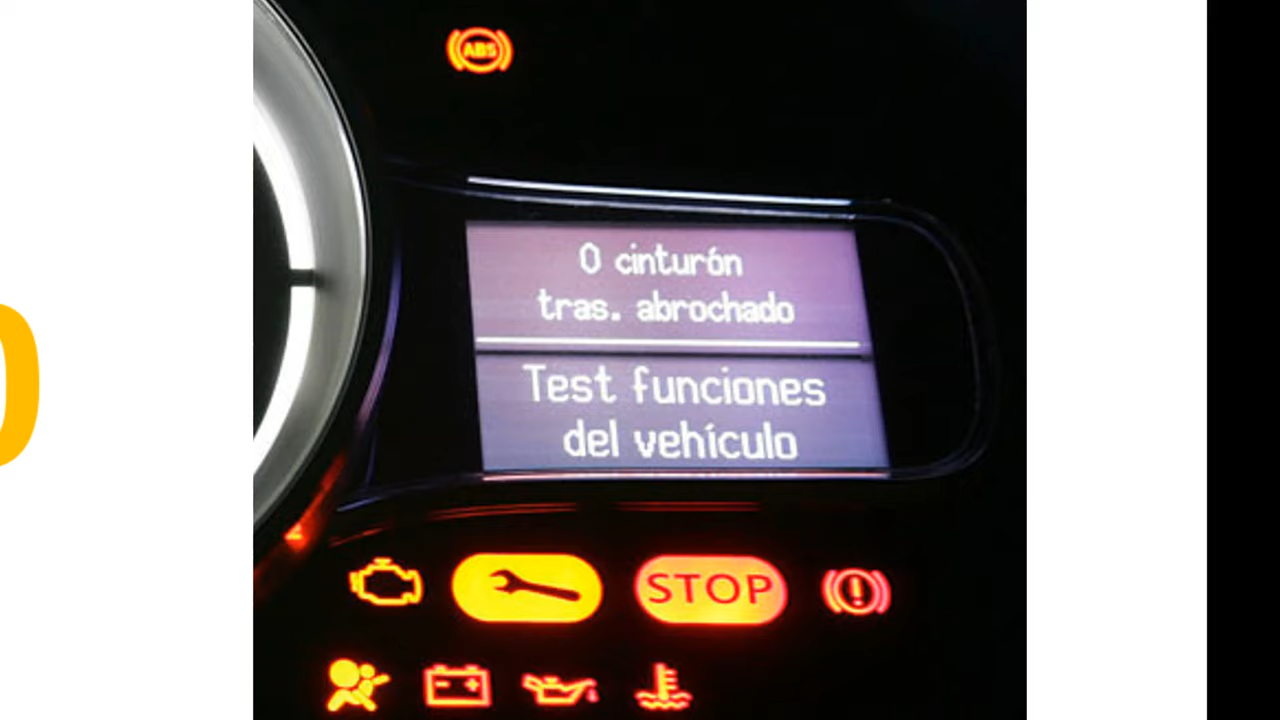 ABS
0 cinturón
tras. abrochado
Test funciones
del vehículo
STOP